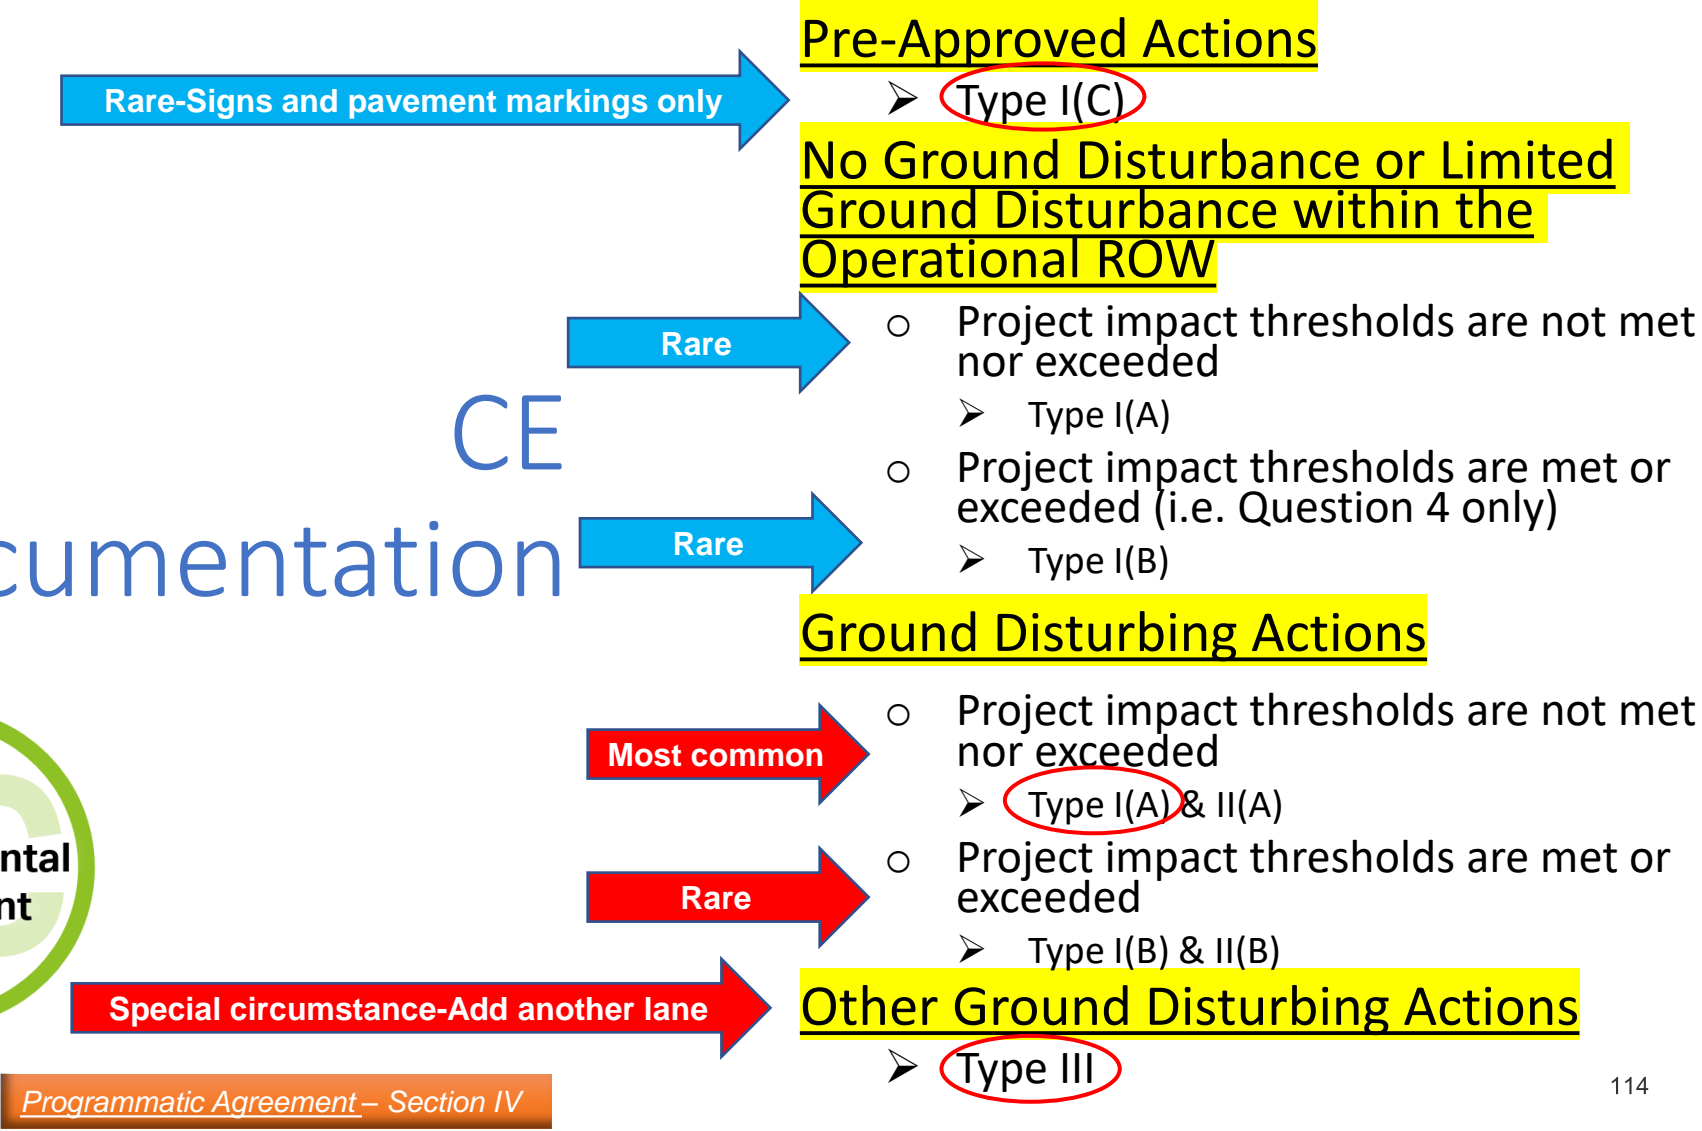 Pre-Approved Actions
Rare-Signs and pavement markings only
➢ Type I(C)
No Ground Disturbance or Limited
Ground Disturbance within the
Operational ROW
Rare
o Project impact thresholds are not met
nor exceeded
➢ Type I(A)
CE
cumentation
o Project impact thresholds are met or
exceeded (i.e. Question 4 only)
Rare
➢ Type I(B)
Ground Disturbing Actions
Most common
o Project impact thresholds are not met
nor exceeded
➢ Type I(A) & II(A)
ntal
nt
Rare
o Project impact thresholds are met or
exceeded
➢ Type I(B) & II(B)
Special circumstance-Add another lane
Other Ground Disturbing Actions
➢ Type III
Programmatic Agreement – Section IV
114